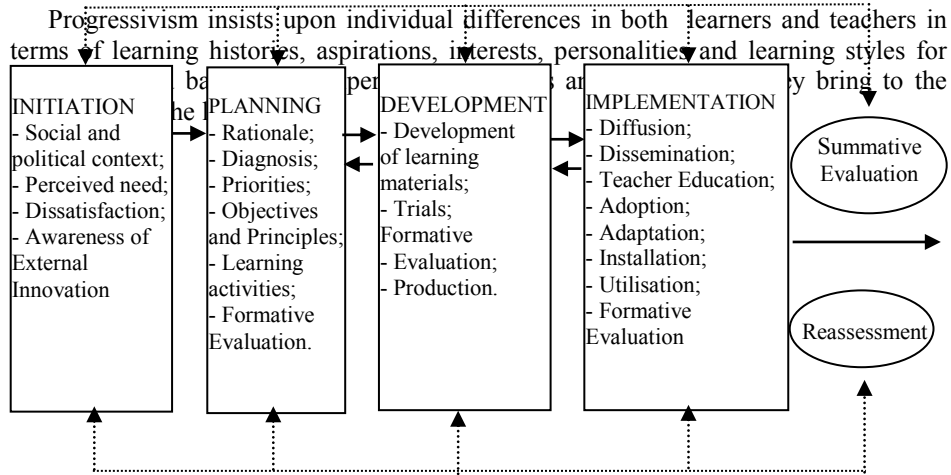 Progressivism insists upon individual differences in both learners and teachers in
terms of learning histories, aspirations, interests, personalities and learning styles for
bring to the
INITIATION
- Social and
political context;
- Perceived need;
- Dissatisfaction;
- Awareness of
External
Innovation
PLANNING
- Rationale;
- Diagnosis;
- Priorities;
- Objectives
and Principles;
- Learning
activities;
- Formative
Evaluation.
DEVELOPMENT
- Development
of learning
materials;
- Trials;
Formative
- Evaluation;
- Production.
IMPLEMENTATION
- Diffusion;
- Dissemination;
- Teacher Education;
- Adoption;
- Adaptation;
- Installation;
- Utilisation;
- Formative
Evaluation
Summative
Evaluation
Reassessment